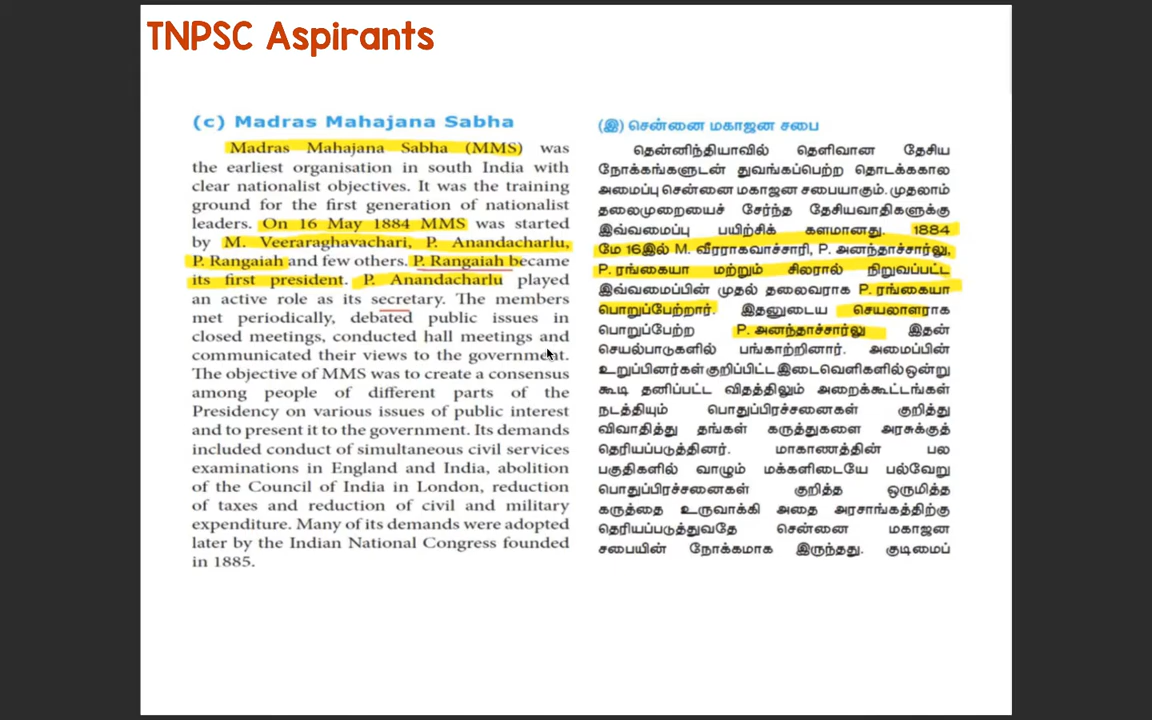 TNPSC Aspirants
(c) Madras Mahajana Sabha
Madras Mahajana Sabha (MMS) was
the earliest organisation in south India with
clear nationalist objectives. It was the training
ground for the first generation of nationalist
leaders. On 16 May 1884 MMS was started
by M. Veeraraghavachari, P. Anandacharlu,
P. Rangaiah and few others. P. Rangaiah became
its first president. P. Anandacharlu played
an active role as its secretary. The members
met periodically, debated public issues in
closed meetings, conducted hall meetings and
communicated their views to the government.
The objective of MMS was to create a consensus
among people of different parts of the
Presidency on various issues of public interest
and to present it to the government. Its demands
included conduct of simultaneous civil services
examinations in England and India, abolition
of the Council of India in London, reduction
of taxes and reduction of civil and military
expenditure. Many of its demands were adopted
later by the Indian National Congress founded
in 1885.
(இ) சென்னை மகாஜன சபை
தென்னிந்தியாவில் தெளிவான தேசிய
நோக்கங்களுடன் துவங்கப்பெற்ற தொடக்ககால
அமைப்பு சென்னை மகாஜன சபையாகும். முதலாம்
தலைமுறையைச் சேர்ந்த தேசியவாதிகளுக்கு
இவ்வமைப்பு பயிற்சிக் களமானது. 1884
மே 16இல் M. வீரராகவாச்சாரி, P. அனந்தாச்சார்லு,
P. ரங்கையா மற்றும் சிலரால் நிறுவப்பட்ட
இவ்வமைப்பின் முதல் தலைவராக P. ரங்கையா
பொறுப்பேற்றார். இதனுடைய செயலாளராக
பொறுப்பேற்ற P. அனந்தாச்சார்லு இதன்
செயல்பாடுகளில் பங்காற்றினார். அமைப்பின்
உறுப்பினர்கள் குறிப்பிட்ட இடைவெளிகளில் ஒன்று
கூடி தனிப்பட்ட விதத்திலும் அறைக்கூட்டங்கள்
நடத்தியும் பொதுப்பிரச்சனைகள் குறித்து
விவாதித்து தங்கள் கருத்துகளை அரசுக்குத்
தெரியப்படுத்தினர். மாகாணத்தின் பல
பகுதிகளில் வாழும் மக்களிடையே பல்வேறு
பொதுப்பிரச்சனைகள் குறித்த ஒருமித்த
கருத்தை உருவாக்கி அதை அரசாங்கத்திற்கு
தெரியப்படுத்துவதே சென்னை மகாஜன
சபையின் நோக்கமாக இருந்தது. குடிமைப்